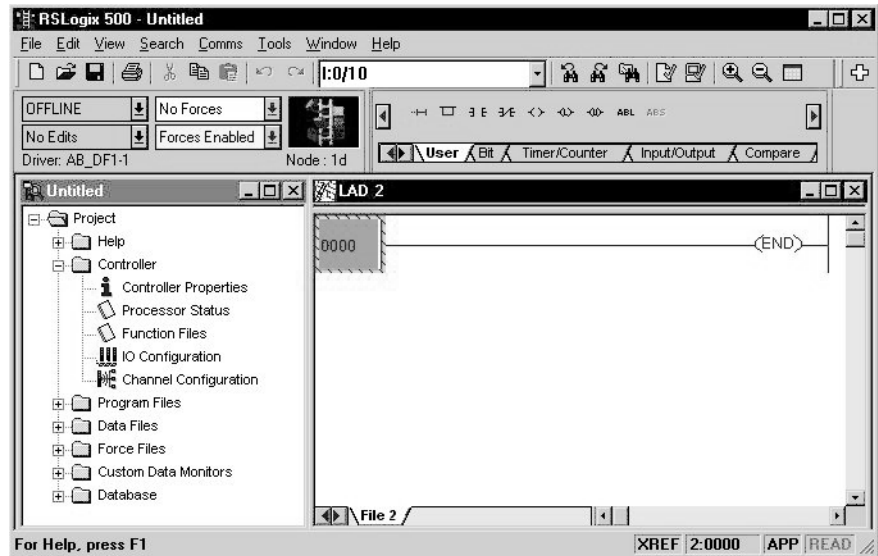 RSLogix 500 - Untitled
File Edit View Search Comms Tools Window Help
I:0/10
OFFLINE No Forces
No Edits Forces Enabled
Driver: AB_DF1-1 Node : 1d
ABL ABS
User Bit Timer/Counter Input/Output Compare
Untitled
Project
Help
Controller
Controller Properties
Processor Status
Function Files
IO Configuration
Channel Configuration
Program Files
Data Files
Force Files
Custom Data Monitors
Database
LAD 2
0000 (END)
File 2
For Help, press F1
XREF 2:0000 APP READ